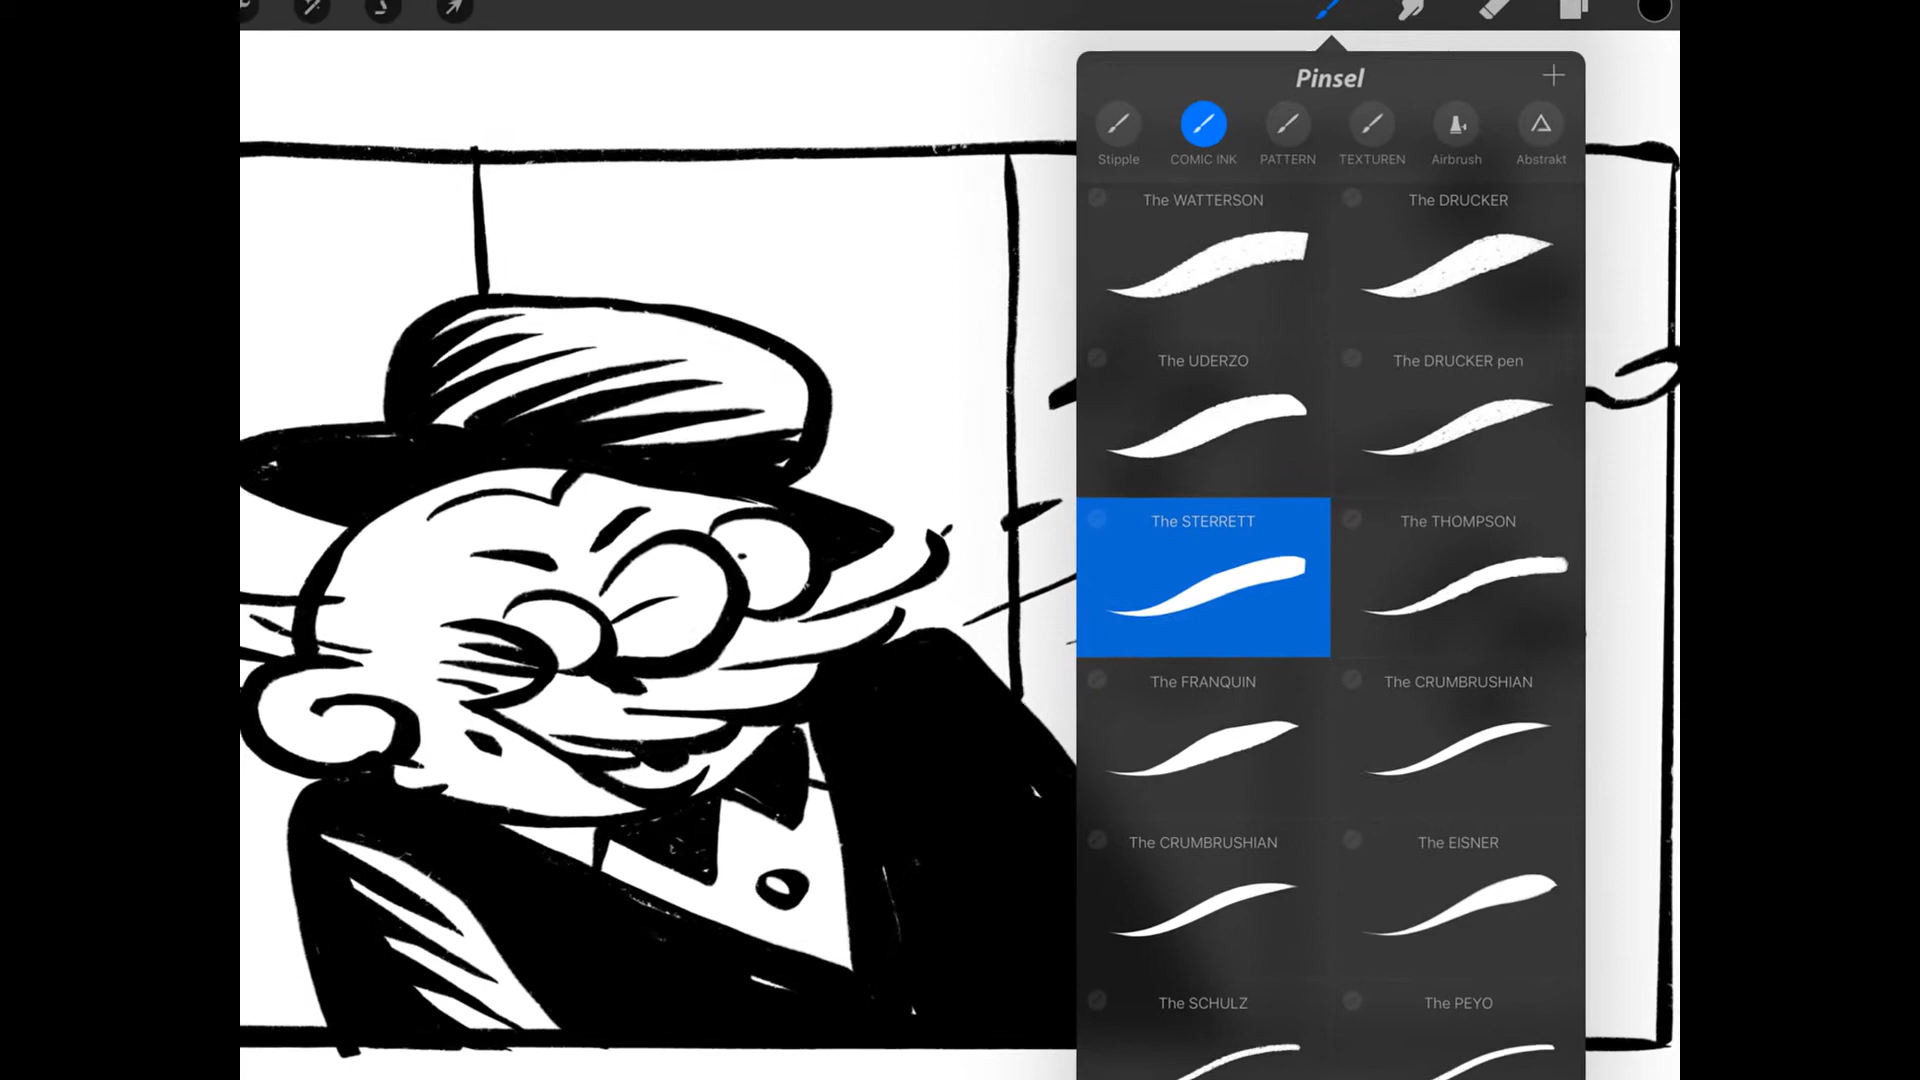 Pinsel
Stipple
COMIC INK
PATTERN
TEXTUREN
Airbrush
Abstrakt
The WATTERSON
The DRUCKER
The UDERZO
The DRUCKER pen
The STERRETT
The THOMPSON
The FRANQUIN
The CRUMBRUSHIAN
The CRUMBRUSHIAN
The EISNER
The SCHULZ
The PEYO